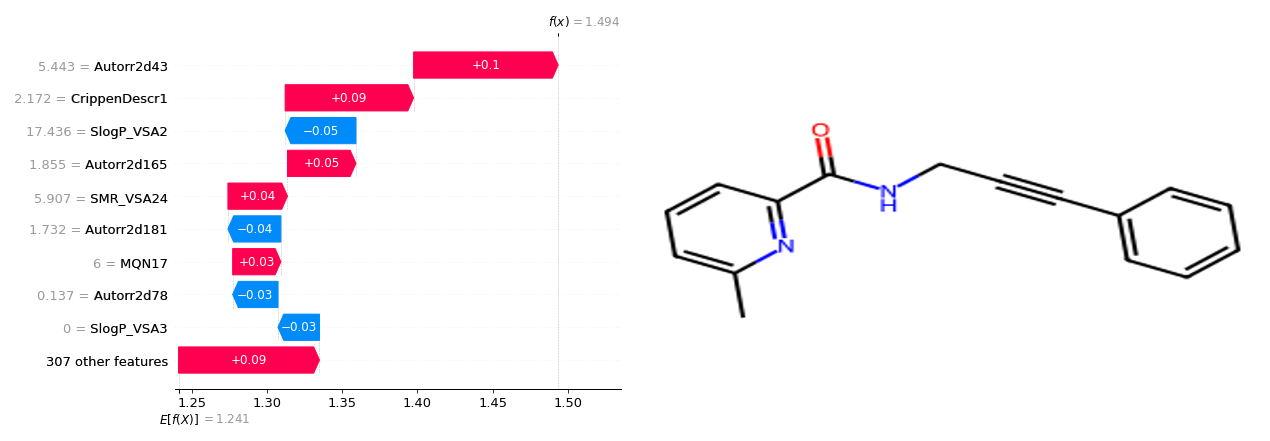 f(x) = 1.494
5.443 = Autorr2d43
+0.1
2.172 = CrippenDescr1
+0.09
17.436 = SlogP_VSA2
−0.05
1.855 = Autorr2d165
+0.05
5.907 = SMR_VSA24
+0.04
1.732 = Autorr2d181
−0.04
6 = MQN17
+0.03
0.137 = Autorr2d78
−0.03
0 = SlogP_VSA3
−0.03
307 other features
+0.09
1.25 1.30 1.35 1.40 1.45 1.50
E[f(X)] = 1.241
O
N
H
N